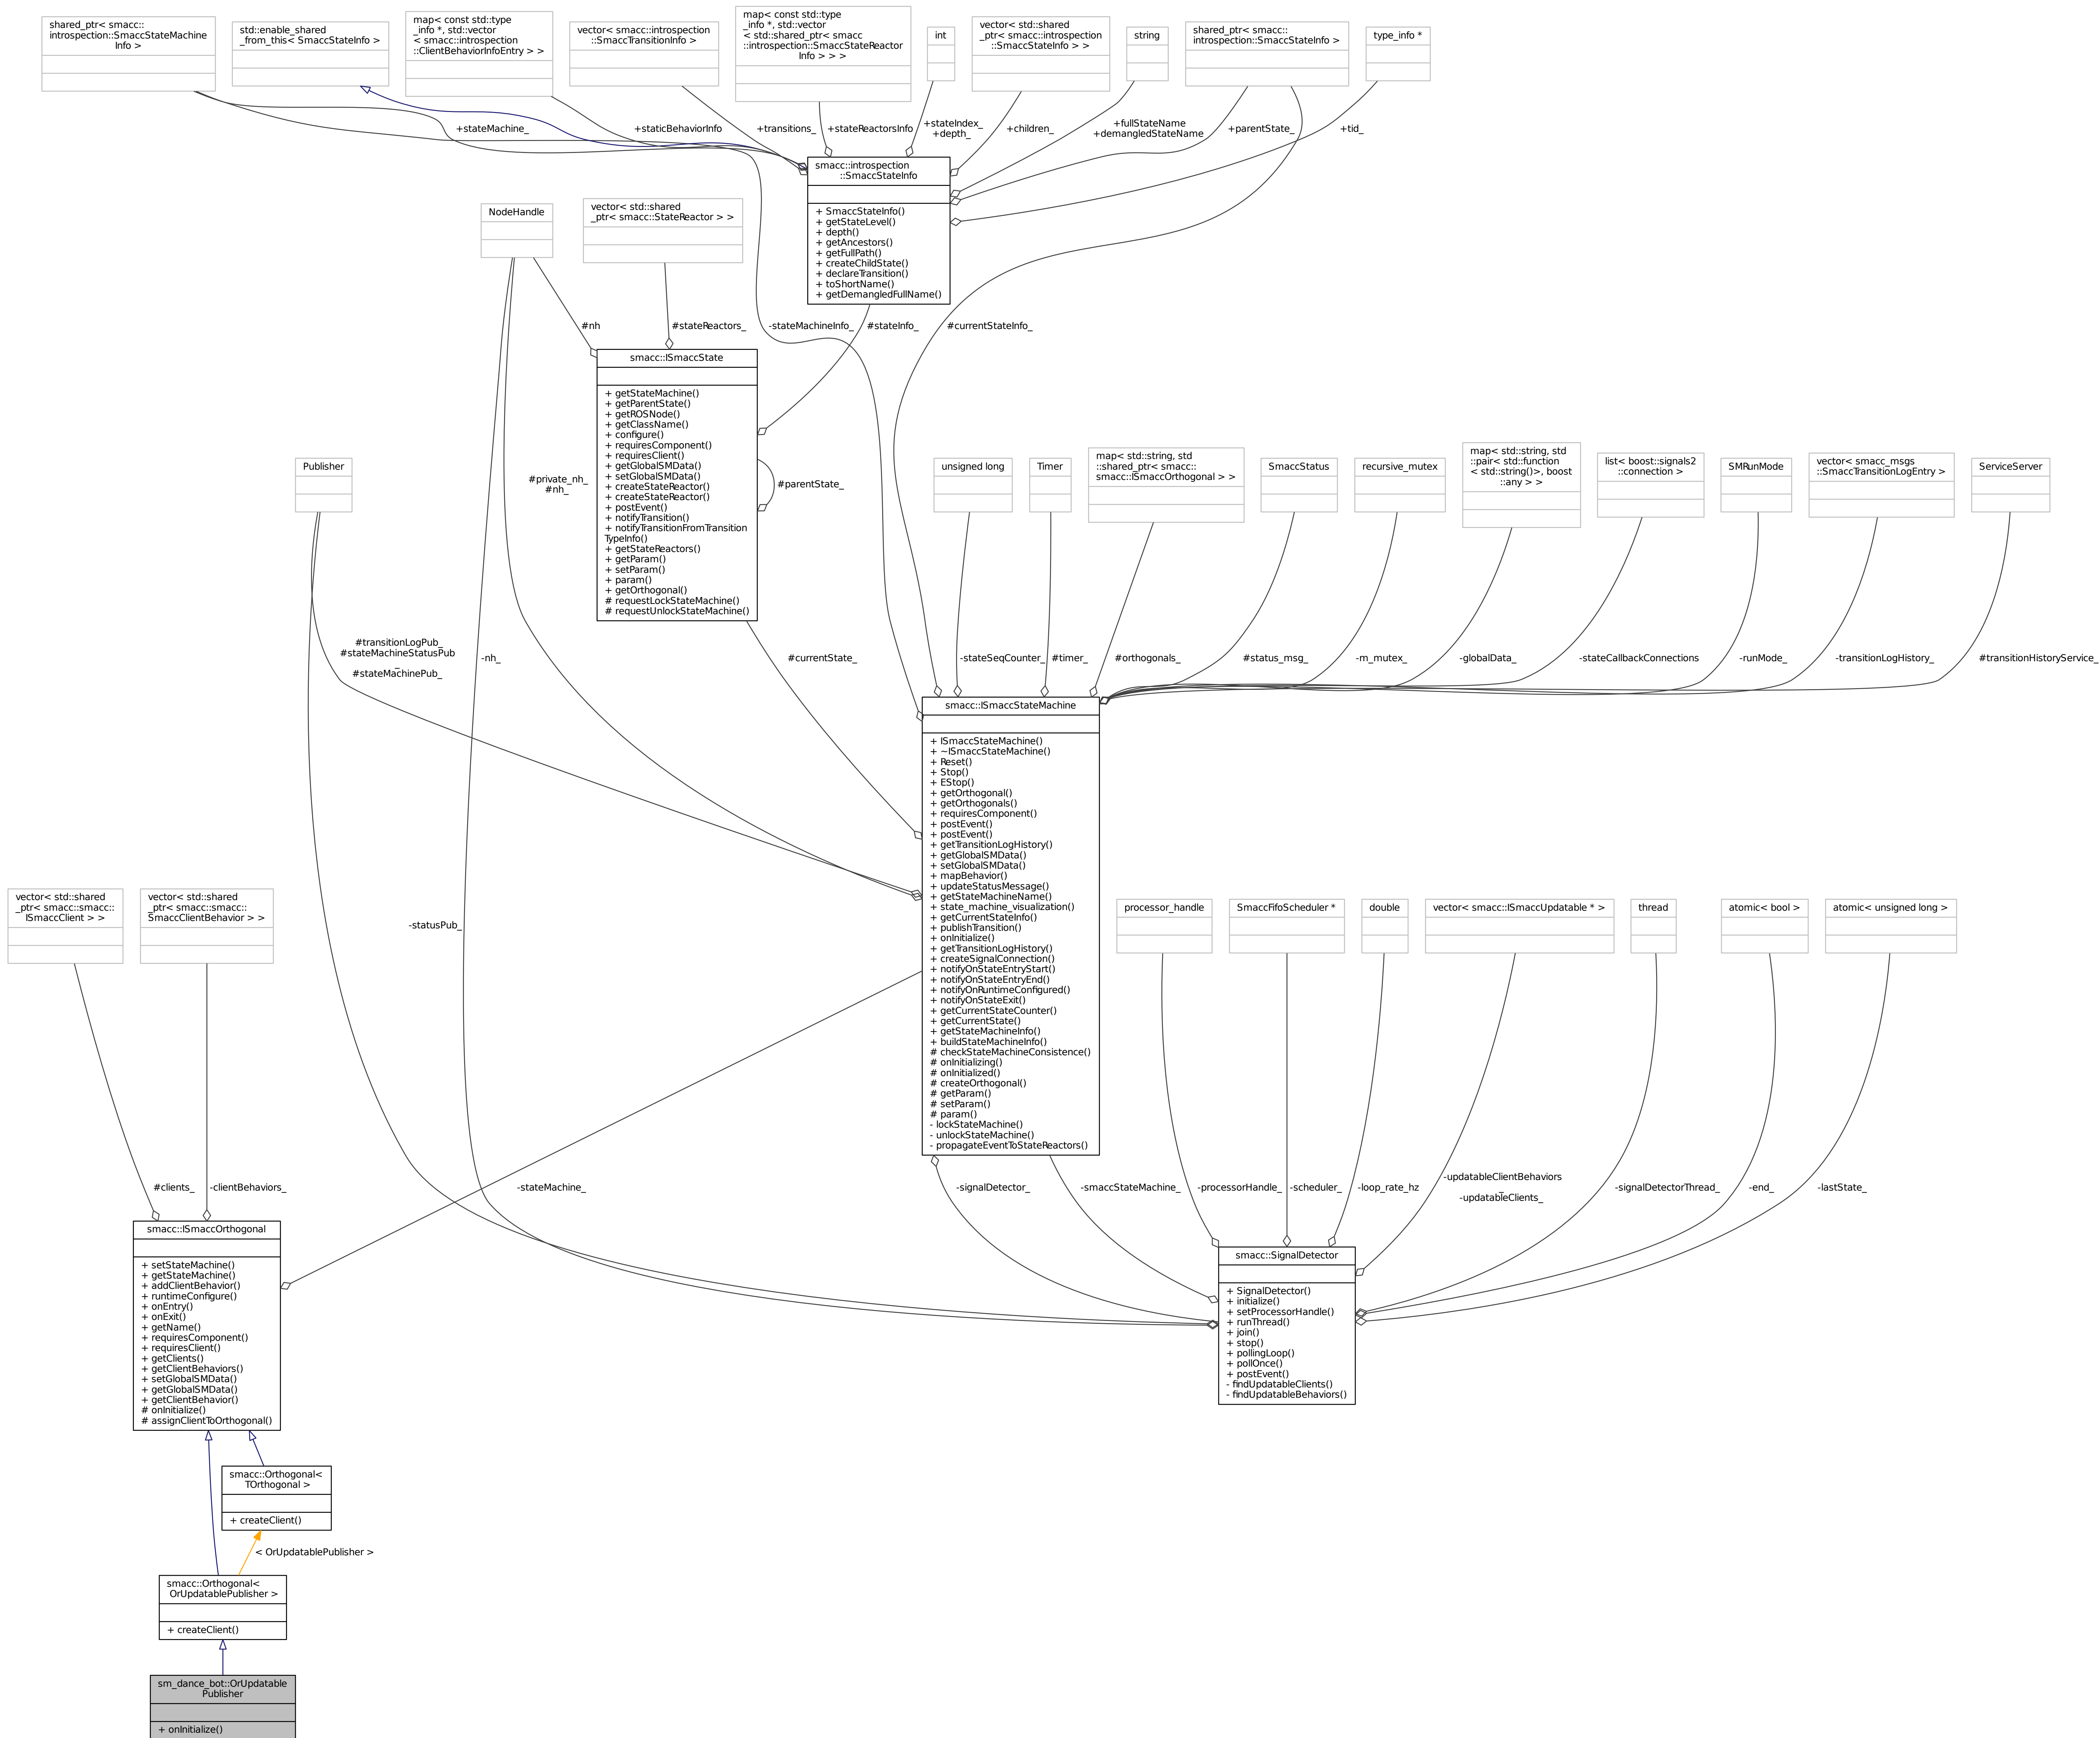 shared_ptr< smacc::
introspection::SmaccStateMachine
Info >
std::enable_shared
_from_this< SmaccStateInfo >
map< const std::type
_info *, std::vector
< smacc::introspection
::ClientBehaviorInfoEntry > >
vector< smacc::introspection
::SmaccTransitionInfo >
map< const std::type
_info *, std::vector
< std::shared_ptr< smacc
::introspection::SmaccStateReactor
Info > > >
int
vector< std::shared
_ptr< smacc::introspection
::SmaccStateInfo > >
string
shared_ptr< smacc::
introspection::SmaccStateInfo >
type_info *
+stateMachine_
+staticBehaviorInfo
+transitions_
+stateReactorsInfo
+stateIndex_
+depth_
+children_
+fullStateName
+demangledStateName
+parentState_
+tid_
smacc::introspection
::SmaccStateInfo
+ SmaccStateInfo()
+ getStateLevel()
+ depth()
+ getAncestors()
+ getFullPath()
+ createChildState()
+ declareTransition()
+ toShortName()
+ getDemangledFullName()
NodeHandle
vector< std::shared
_ptr< smacc::StateReactor > >
#nh
#stateReactors_
-stateMachineInfo_
#stateInfo_
#currentStateInfo_
smacc::ISmaccState
+ getStateMachine()
+ getParentState()
+ getROSNode()
+ getClassName()
+ configure()
+ requiresComponent()
+ requiresClient()
+ getGlobalSMData()
+ setGlobalSMData()
+ createStateReactor()
+ createStateReactor()
+ postEvent()
+ notifyTransition()
+ notifyTransitionFromTransition
TypeInfo()
+ getStateReactors()
+ getParam()
+ setParam()
+ param()
+ getOrthogonal()
# requestLockStateMachine()
# requestUnlockStateMachine()
#parentState_
#private_nh_
#nh_
Publisher
unsigned long
Timer
map< std::string, std
::shared_ptr< smacc::
smacc::ISmaccOrthogonal > >
SmaccStatus
recursive_mutex
map< std::string, std
::pair< std::function
< std::string()>, boost
::any > >
list< boost::signals2
::connection >
SMRunMode
vector< smacc_msgs
::SmaccTransitionLogEntry >
ServiceServer
#transitionLogPub_
#stateMachineStatusPub
_
#stateMachinePub_
-nh_
#currentState_
-stateSeqCounter_
#timer_
#orthogonals_
#status_msg_
-m_mutex_
-globalData_
-stateCallbackConnections
-runMode_
-transitionLogHistory_
#transitionHistoryService_
smacc::ISmaccStateMachine
+ ISmaccStateMachine()
+ ~ISmaccStateMachine()
+ Reset()
+ Stop()
+ EStop()
+ getOrthogonal()
+ getOrthogonals()
+ requiresComponent()
+ postEvent()
+ postEvent()
+ getTransitionLogHistory()
+ getGlobalSMData()
+ setGlobalSMData()
+ mapBehavior()
+ updateStatusMessage()
+ getStateMachineName()
+ state_machine_visualization()
+ getCurrentStateInfo()
+ publishTransition()
+ onInitialize()
+ getTransitionLogHistory()
+ createSignalConnection()
+ notifyOnStateEntryStart()
+ notifyOnStateEntryEnd()
+ notifyOnRuntimeConfigured()
+ notifyOnStateExit()
+ getCurrentStateCounter()
+ getCurrentState()
+ getStateMachineInfo()
+ buildStateMachineInfo()
# checkStateMachineConsistence()
# onInitializing()
# onInitialized()
# createOrthogonal()
# getParam()
# setParam()
# param()
- lockStateMachine()
- unlockStateMachine()
- propagateEventToStateReactors()
vector< std::shared
_ptr< smacc::smacc::
ISmaccClient > >
vector< std::shared
_ptr< smacc::smacc::
SmaccClientBehavior > >
-statusPub_
processor_handle
SmaccFifoScheduler *
double
vector< smacc::ISmaccUpdatable * >
thread
atomic< bool >
atomic< unsigned long >
#clients_
-clientBehaviors_
-stateMachine_
-signalDetector_
-smaccStateMachine_
-processorHandle_
-scheduler_
-loop_rate_hz
-updatableClientBehaviors
_
-updatableClients_
-signalDetectorThread_
-end_
-lastState_
smacc::ISmaccOrthogonal
+ setStateMachine()
+ getStateMachine()
+ addClientBehavior()
+ runtimeConfigure()
+ onEntry()
+ onExit()
+ getName()
+ requiresComponent()
+ requiresClient()
+ getClients()
+ getClientBehaviors()
+ setGlobalSMData()
+ getGlobalSMData()
+ getClientBehavior()
# onInitialize()
# assignClientToOrthogonal()
smacc::SignalDetector
+ SignalDetector()
+ initialize()
+ setProcessorHandle()
+ runThread()
+ join()
+ stop()
+ pollingLoop()
+ pollOnce()
+ postEvent()
- findUpdatableClients()
- findUpdatableBehaviors()
smacc::Orthogonal<
TOrthogonal >
+ createClient()
< OrUpdatablePublisher >
smacc::Orthogonal<
OrUpdatablePublisher >
+ createClient()
sm_dance_bot::OrUpdatable
Publisher
+ onInitialize()